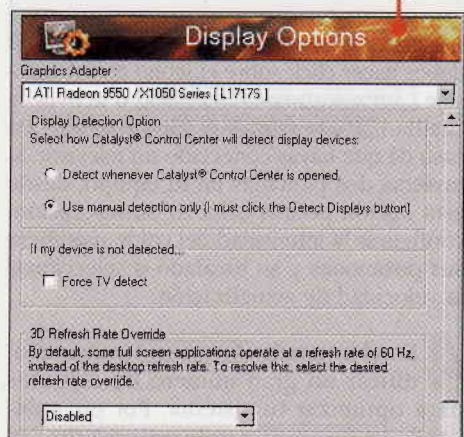 Display Options
Graphics Adapter :
1 ATI Radeon 9550 / X1050 Series [ L1717S ]
Display Detection Option
Select how Catalyst® Control Center will detect display devices:
Detect whenever Catalyst® Control Center is opened.
Use manual detection only (I must click the Detect Displays button)
If my device is not detected...
Force TV detect
3D Refresh Rate Override
By default, some full screen applications operate at a refresh rate of 60 Hz,
instead of the desktop refresh rate. To resolve this, select the desired
refresh rate override.
Disabled